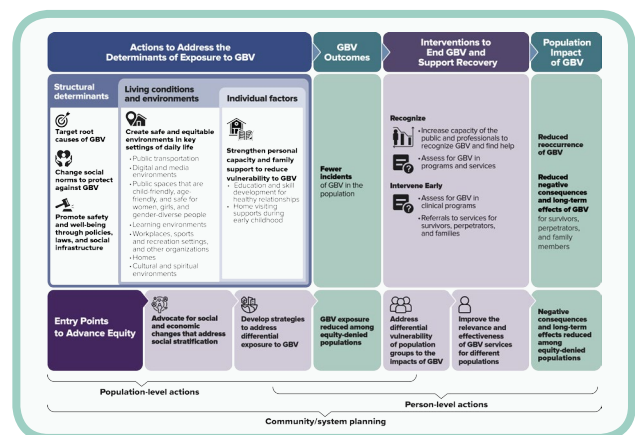 Actions to Address the
Determinants of Exposure to GBV
GBV
Outcomes
Interventions to
End GBV and
Support Recovery
Population
Impact
of GBV
Structural
determinants
Target root
causes of GBV
Change social
norms to protect
against GBV
Promote safety
and well-being
through policies,
laws, and social
infrastructure
Living conditions
and environments
Create safe and equitable
environments in key
settings of daily life
• Public transportation
• Digital and media
environments
• Public spaces that are
child-friendly, age-
friendly, and safe for
women, girls, and
gender-diverse people
• Learning environments
• Workplaces, sports
and recreation settings,
and other organizations
• Homes
• Cultural and spiritual
environments
Individual factors
Strengthen personal
capacity and family
support to reduce
vulnerability to GBV
• Education and skill
development for
healthy relationships
• Home visiting
supports during
early childhood
Fewer
incidents
of GBV in the
population
Recognize
• Increase capacity of the
public and professionals to
recognize GBV and find help
• Assess for GBV in
programs and services
Intervene Early
• Assess for GBV in
clinical programs
• Referrals to services for
survivors, perpetrators,
and families
Reduced
reoccurrence
of GBV
Reduced
negative
consequences
and long-term
effects of GBV
for survivors,
perpetrators,
and family
members
Entry Points
to Advance Equity
Advocate for social
and economic
changes that address
social stratification
Develop strategies
to address
differential
exposure to GBV
GBV exposure
reduced among
equity-denied
populations
Address
differential
vulnerability
of population
groups to the
impacts of GBV
Improve the
relevance and
effectiveness
of GBV services
for different
populations
Negative
consequences
and long-term
effects reduced
among
equity-denied
populations
Population-level actions
Person-level actions
Community/system planning